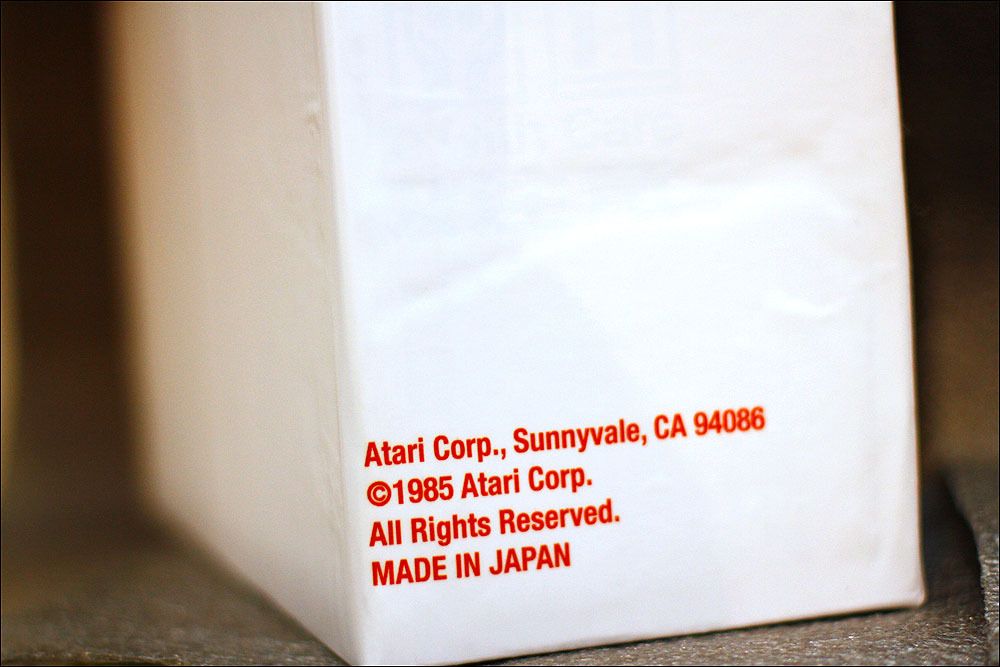 Atari Corp., Sunnyvale, CA 94086
©1985 Atari Corp.
All Rights Reserved.
MADE IN JAPAN